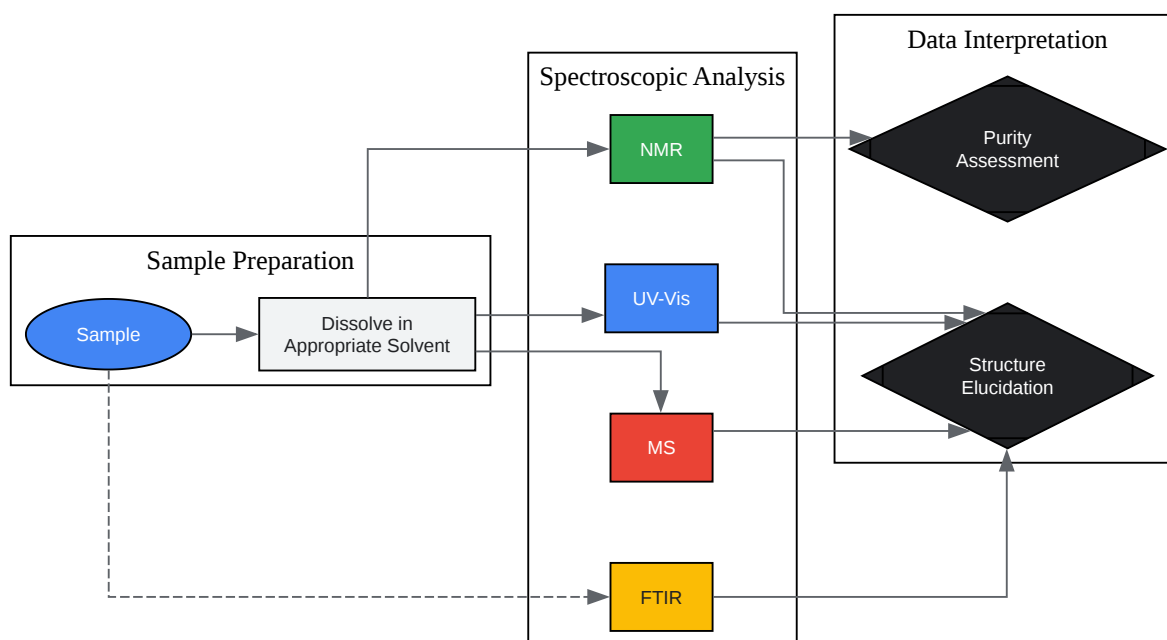 Data Interpretation
Spectroscopic Analysis
Purity
Assessment
NMR
Sample Preparation
UV-Vis
Sample
Dissolve in
Appropriate Solvent
Structure
Elucidation
MS
FTIR